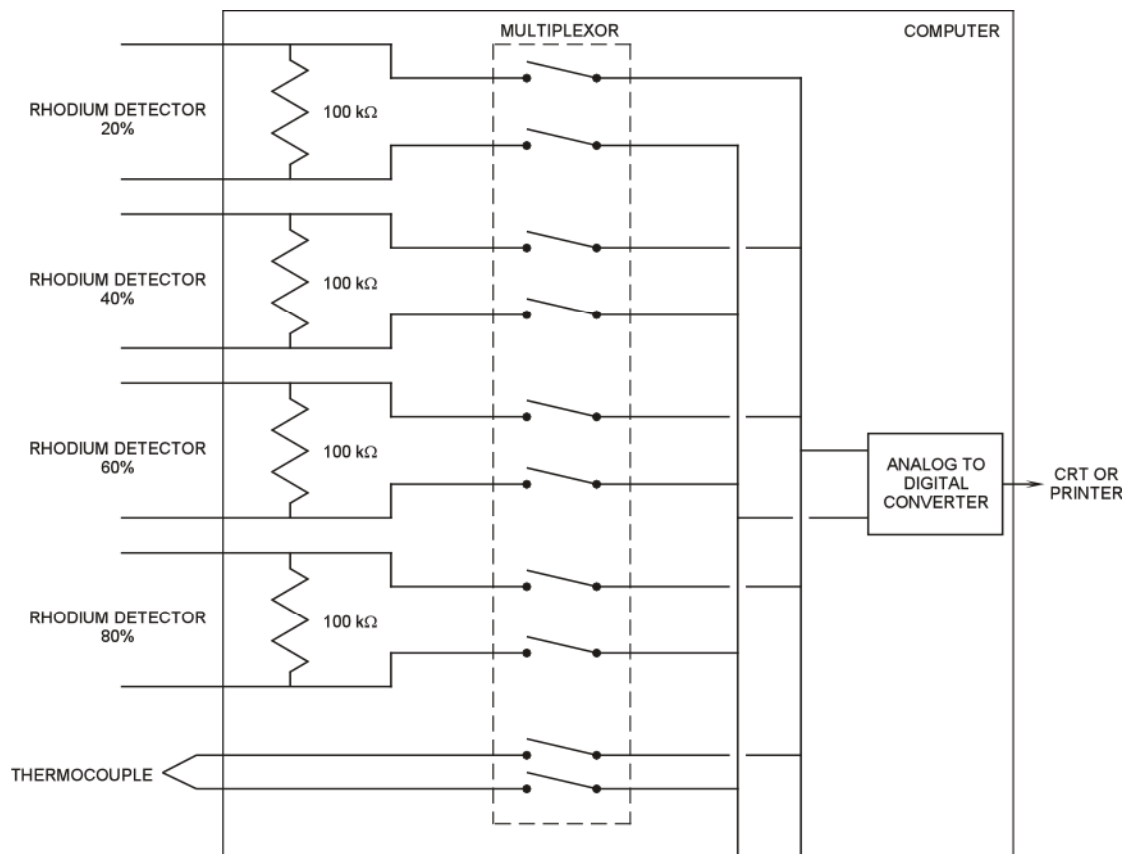 MULTIPLEXOR
COMPUTER
RHODIUM DETECTOR
20%
100 kΩ
RHODIUM DETECTOR
40%
100 kΩ
RHODIUM DETECTOR
60%
100 kΩ
ANALOG TO
DIGITAL
CONVERTER
CRT OR
PRINTER
RHODIUM DETECTOR
80%
100 kΩ
THERMOCOUPLE